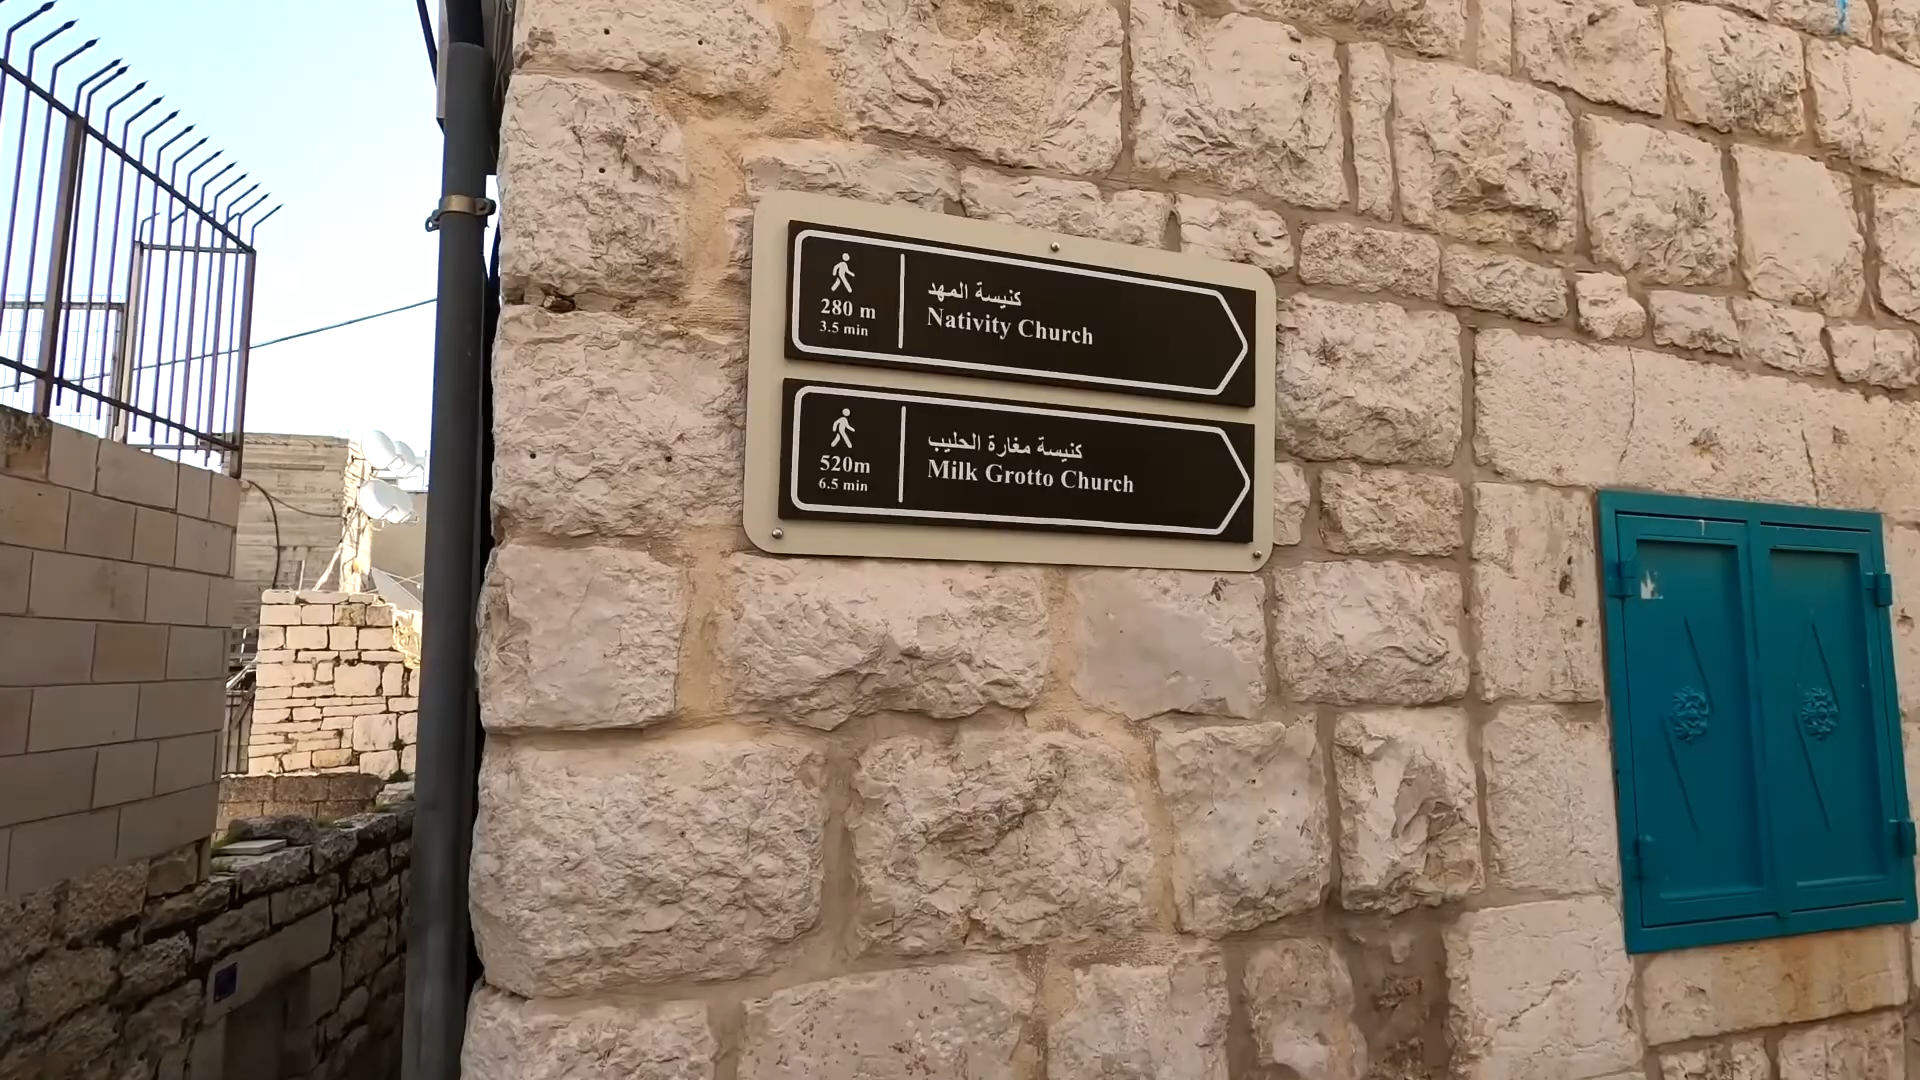 280 m
3.5 min
كنيسة المهد
Nativity Church
520m
6.5 min
كنيسة مغارة الحليب
Milk Grotto Church